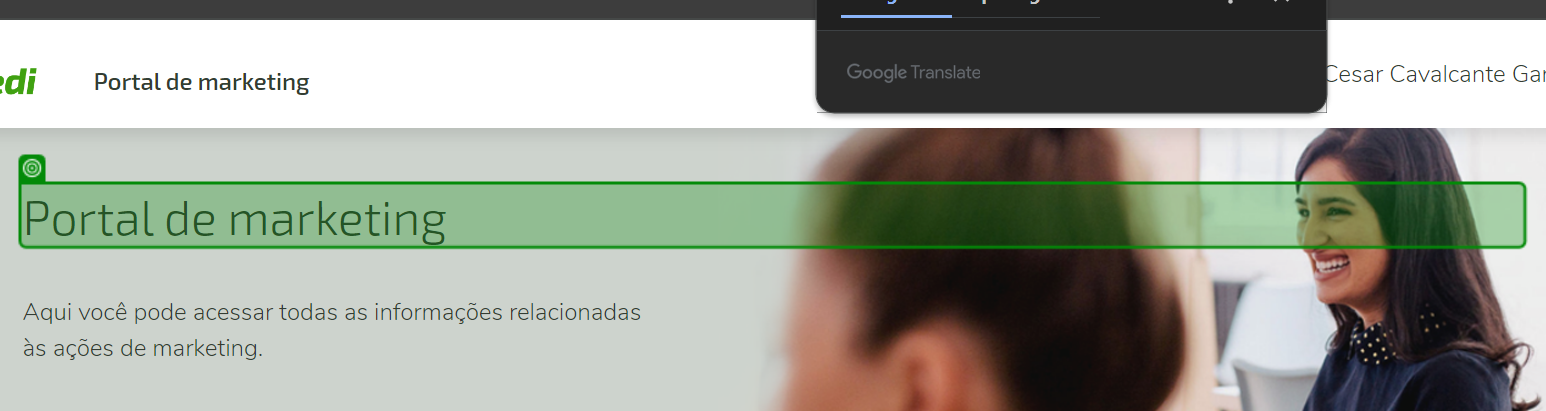 edi
Portal de marketing
Google Translate
Cesar Cavalcante Gar
Portal de marketing
Aqui você pode acessar todas as informações relacionadas
às ações de marketing.